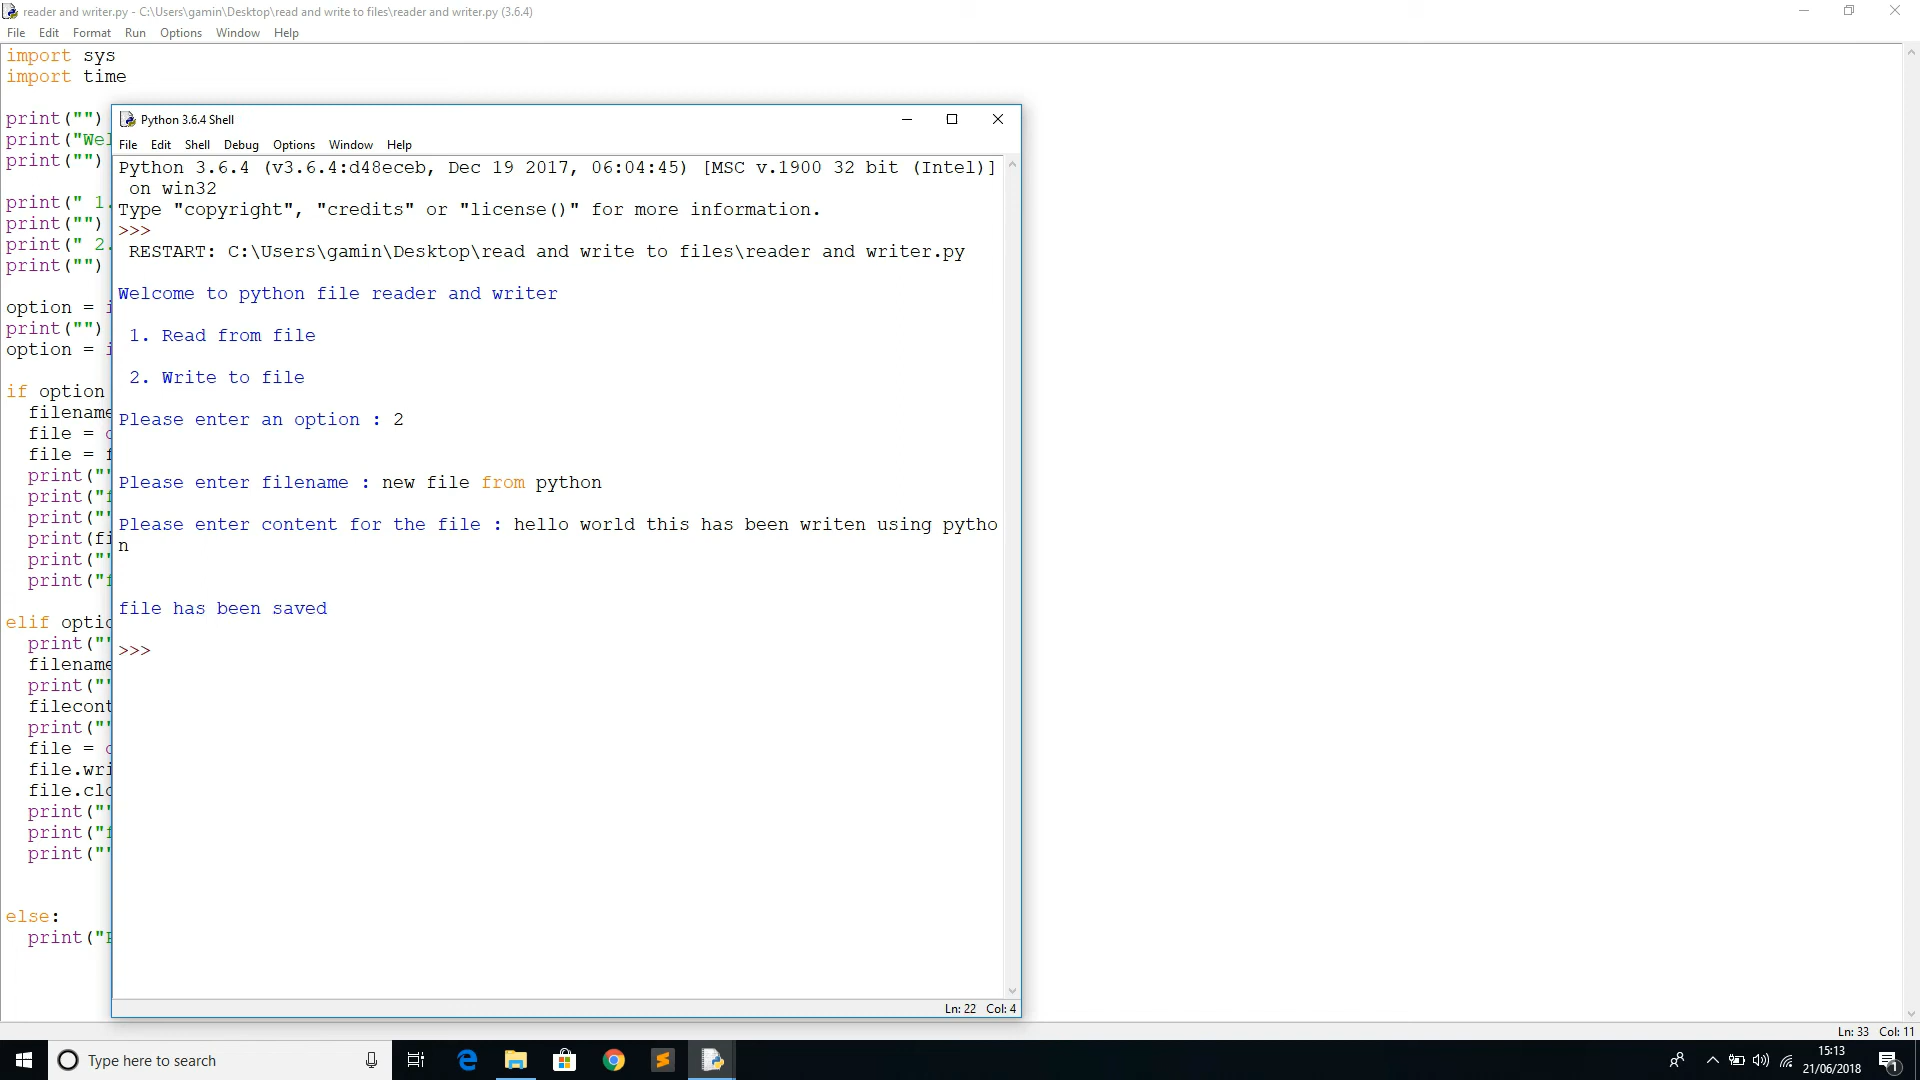 reader and writer.py - C:\Users\gamin\Desktop\read and write to files\reader and writer.py (3.6.4)
File Edit Format Run Options Window Help
import sys
import time
print("")
print("Wel
print("")
print(" 1.
print("")
print(" 2.
print("")
option = i
print("")
option = i
if option
filename
file = o
file = f
print(""
print("f
print(""
print(fi
print(""
print("f
elif optio
print(""
filename
print(""
filecont
print(""
file = o
file.wri
file.clo
print(""
print("f
print(""
else:
print("P
Python 3.6.4 Shell
File Edit Shell Debug Options Window Help
Python 3.6.4 (v3.6.4:d48eceb, Dec 19 2017, 06:04:45) [MSC v.1900 32 bit (Intel)]
on win32
Type "copyright", "credits" or "license()" for more information.
>>>
RESTART: C:\Users\gamin\Desktop\read and write to files\reader and writer.py
Welcome to python file reader and writer
1. Read from file
2. Write to file
Please enter an option : 2
Please enter filename : new file from python
Please enter content for the file : hello world this has been writen using pytho
n
file has been saved
>>>
Ln: 22 Col: 4
Ln: 33 Col: 11
Type here to search
15:13
21/06/2018
1